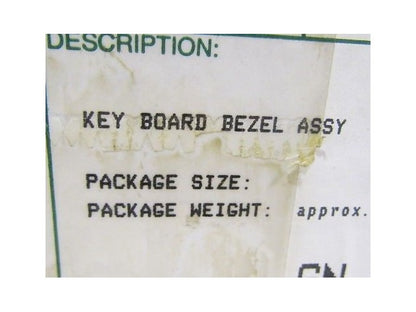 DESCRIPTION:
KEY BOARD BEZEL ASSY
PACKAGE SIZE:
PACKAGE WEIGHT: approx.